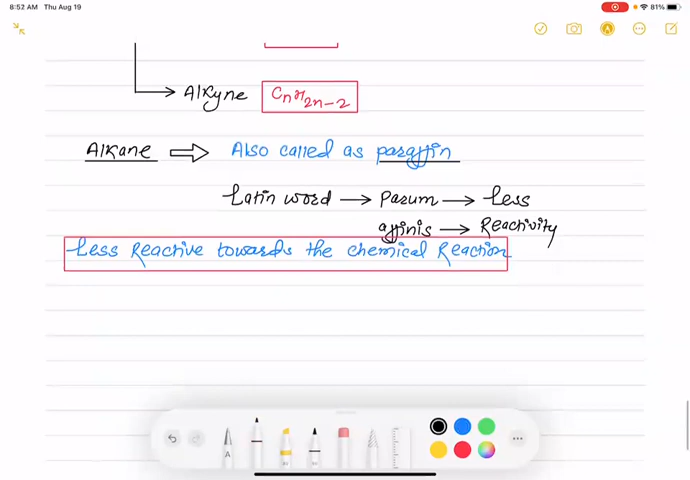 8:52 AM Thu Aug 19
81%
Alkyne CnH2n-2
Alkane ⇒ Also called as paraffin
Latin word → Parum → Less
affinis → Reactivity
Less Reactive towards the chemical Reaction
A